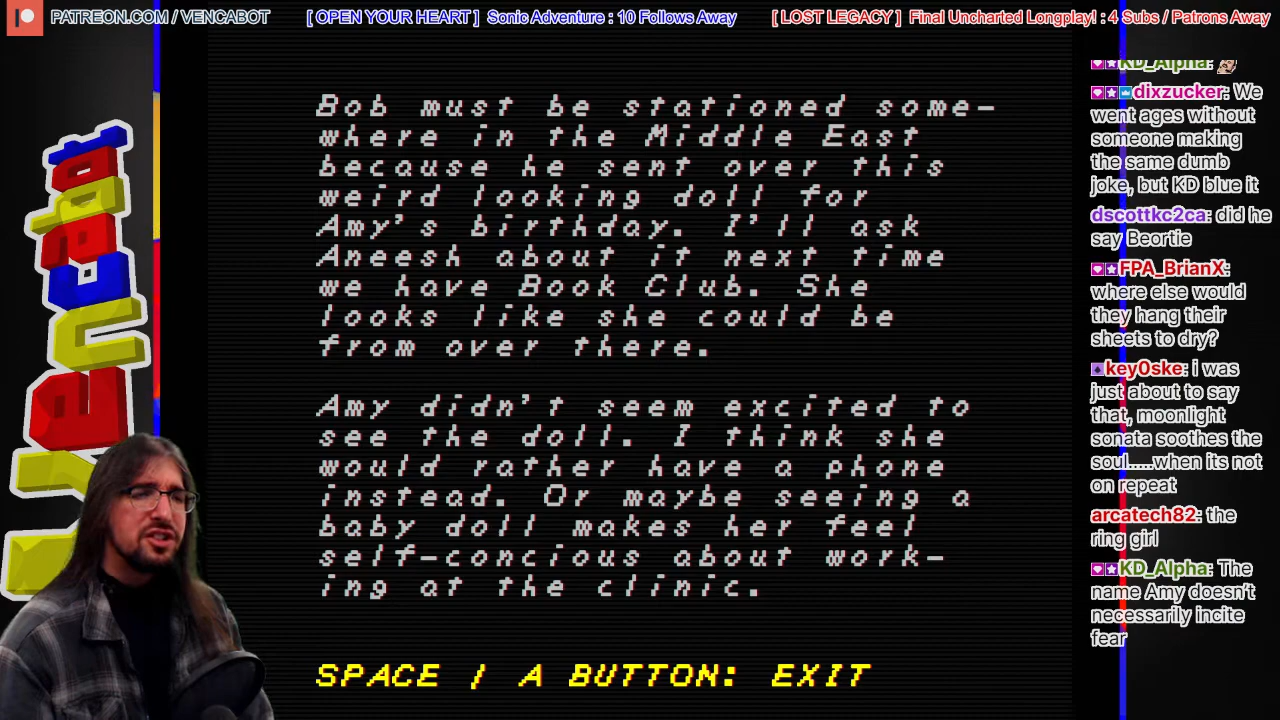 PATREON.COM / VENCABOT
[ OPEN YOUR HEART ] Sonic Adventure : 10 Follows Away
[ LOST LEGACY ] Final Uncharted Longplay! : 4 Subs / Patrons Away
Vencabot
Bob must be stationed some-
where in the Middle East
because he sent over this
weird looking doll for
Amy's birthday. I'll ask
Aneesh about it next time
we have Book Club. She
looks like she could be
from over there.
Amy didn't seem excited to
see the doll. I think she
would rather have a phone
instead. Or maybe seeing a
baby doll makes her feel
self-concious about work-
ing at the clinic.
SPACE / A BUTTON: EXIT
KD_Alpha:
dixzucker: We
went ages without
someone making
the same dumb
joke, but KD blue it
dscottkc2ca: did he
say Beortie
FPA_BrianX:
where else would
they hang their
sheets to dry?
key0ske: i was
just about to say
that, moonlight
sonata soothes the
soul.....when its not
on repeat
arcatech82: the
ring girl
KD_Alpha: The
name Amy doesn't
necessarily incite
fear